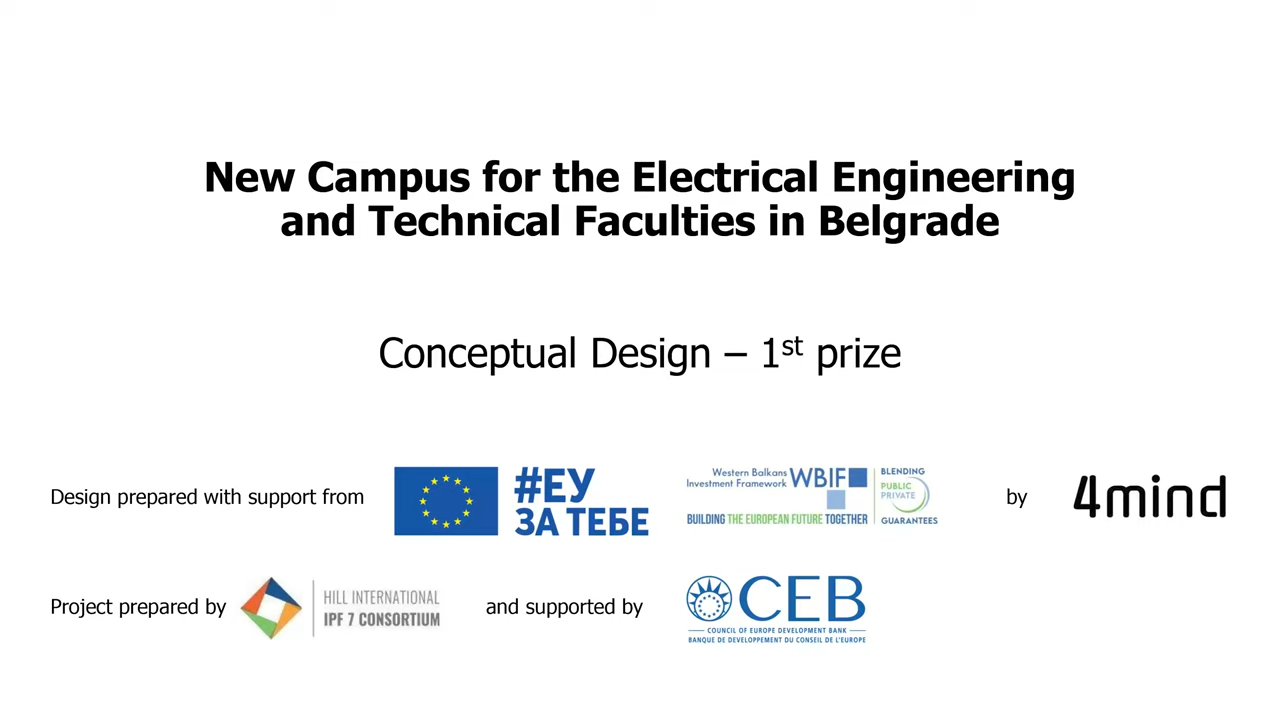 New Campus for the Electrical Engineering
and Technical Faculties in Belgrade
Conceptual Design – 1st prize
Design prepared with support from
#ЕУ
ЗА ТЕБЕ
Western Balkans
Investment Framework
WBIF
BUILDING THE EUROPEAN FUTURE TOGETHER
BLENDING
PUBLIC
PRIVATE
GUARANTEES
by
4mind
Project prepared by
HILL INTERNATIONAL
IPF 7 CONSORTIUM
and supported by
CEB
COUNCIL OF EUROPE DEVELOPMENT BANK
BANQUE DE DEVELOPPEMENT DU CONSEIL DE L'EUROPE